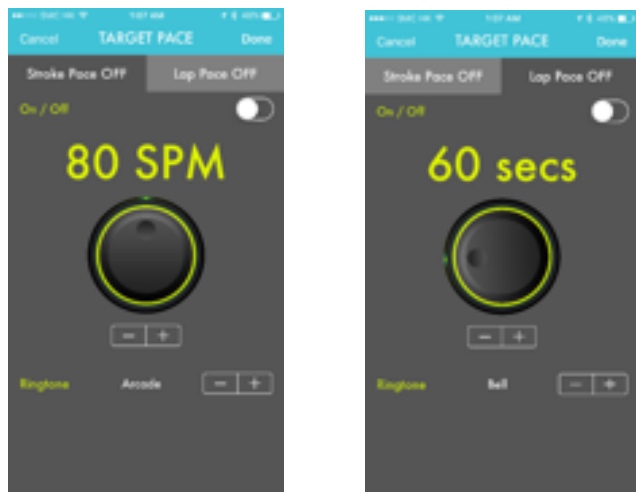 Cancel TARGET PACE Done
Stroke Pace OFF Lap Pace OFF
On / Off
80 SPM
− +
Ringtone Arcade − +
Cancel TARGET PACE Done
Stroke Pace OFF Lap Pace OFF
On / Off
60 secs
− +
Ringtone Bell − +